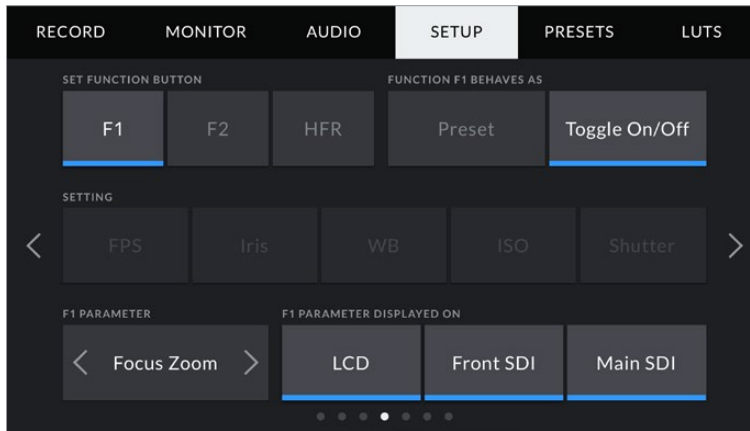 RECORD MONITOR AUDIO SETUP PRESETS LUTS
SET FUNCTION BUTTON FUNCTION F1 BEHAVES AS
F1 F2 HFR Preset Toggle On/Off
SETTING
FPS Iris WB ISO Shutter
F1 PARAMETER F1 PARAMETER DISPLAYED ON
Focus Zoom LCD Front SDI Main SDI